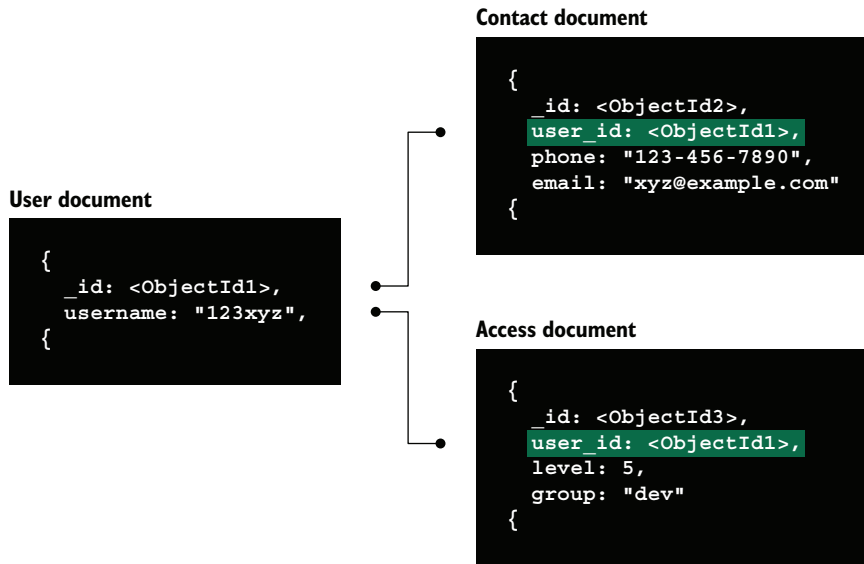 Contact document
{
_id: <ObjectId2>,
user_id: <ObjectId1>,
phone: "123-456-7890",
email: "xyz@example.com"
{
User document
{
_id: <ObjectId1>,
username: "123xyz",
{
Access document
{
_id: <ObjectId3>,
user_id: <ObjectId1>,
level: 5,
group: "dev"
{